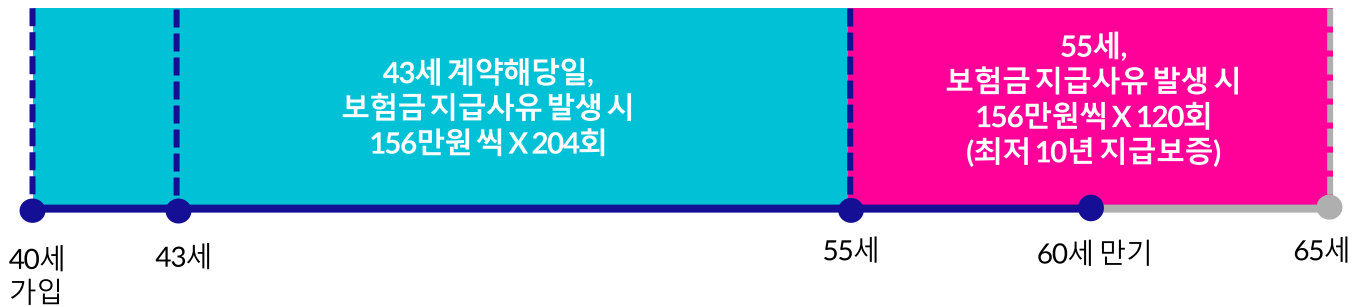 43세 계약해당일,
보험금 지급사유 발생 시
156만원 씩 X 204회
55세,
보험금 지급사유 발생 시
156만원씩 X 120회
(최저 10년 지급보증)
40세
가입
43세
55세
60세 만기
65세